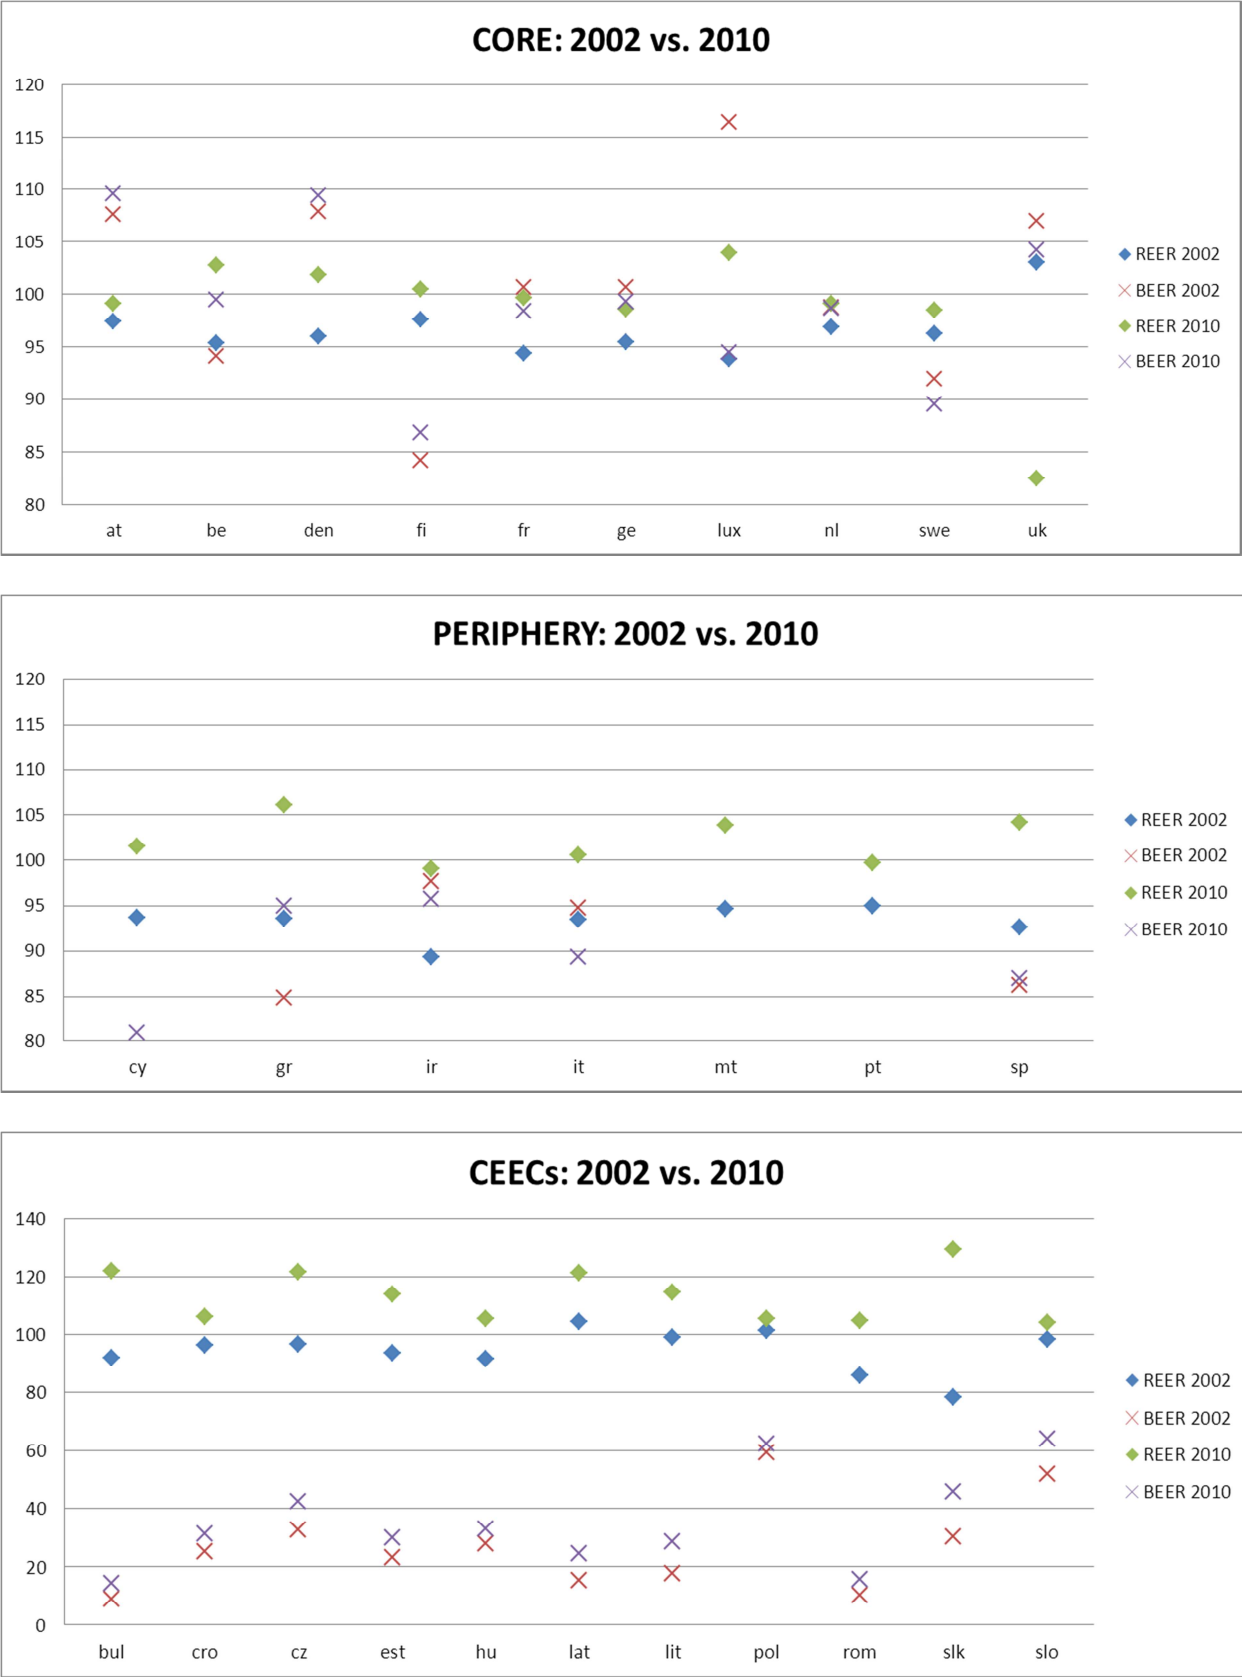 CORE: 2002 vs. 2010
120
115
110
105
100
95
90
85
80
at be den fi fr ge lux nl swe uk
REER 2002
BEER 2002
REER 2010
BEER 2010
PERIPHERY: 2002 vs. 2010
120
115
110
105
100
95
90
85
80
cy gr ir it mt pt sp
REER 2002
BEER 2002
REER 2010
BEER 2010
CEECs: 2002 vs. 2010
140
120
100
80
60
40
20
0
bul cro cz est hu lat lit pol rom slk slo
REER 2002
BEER 2002
REER 2010
BEER 2010